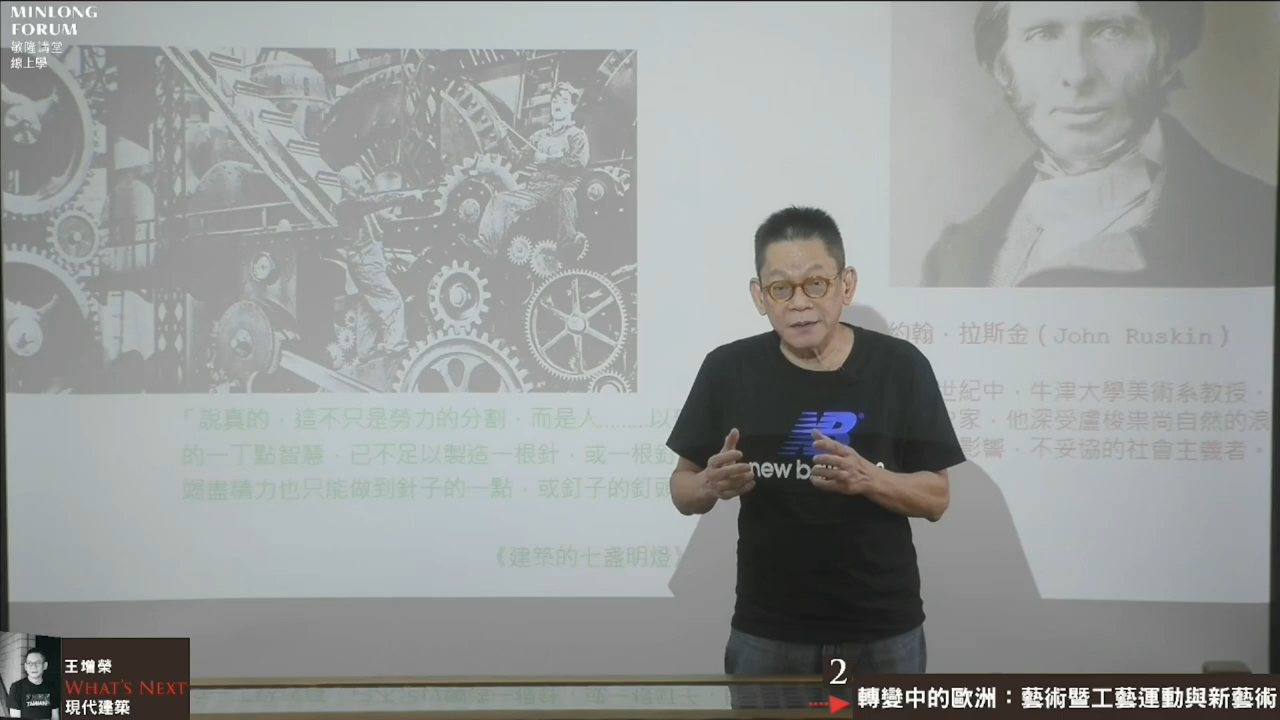 MINLONG
FORUM
敏隆講堂
線上學
約翰．拉斯金 ( John Ruskin )
世紀中，牛津大學美術系教授，
家，他深受盧梭崇尚自然的浪
影響，不妥協的社會主義者。
「說真的，這不只是勞力的分割，而是人………以
的一丁點智慧，已不足以製造一根針，或一根釘
竭盡精力也只能做到針子的一點，或釘子的釘頭
《建築的七盞明燈》
new
王增榮
WHAT'S NEXT
現代建築
2
轉變中的歐洲：藝術暨工藝運動與新藝術